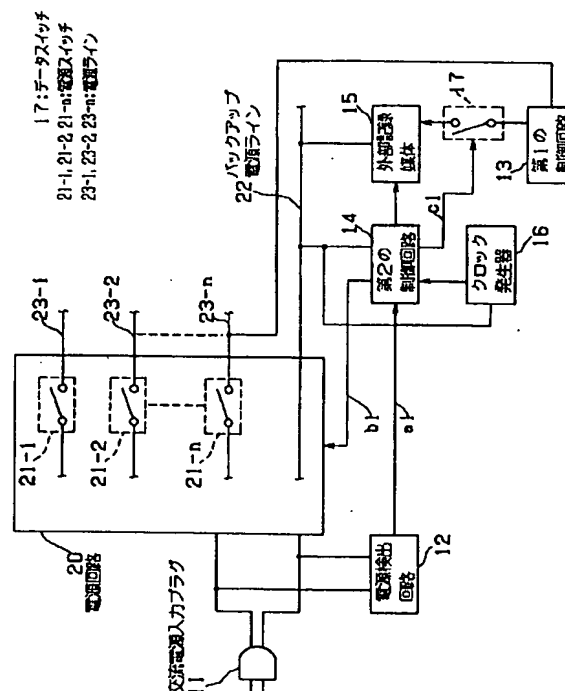 17:データスイッチ
21-1, 21-2, 21-n:電源スイッチ
23-1, 23-2, 23-n:電源ライン
23-1
23-2
23-n
21-1
21-2
21-n
20
電源回路
バックアップ
22 電源ライン
15
外部記録
媒体
17
14
第2の
制御回路
c1
13
第1の
制御回路
16
クロック
発生器
b1
a1
12
電源検出
回路
交流電源入力プラグ
11